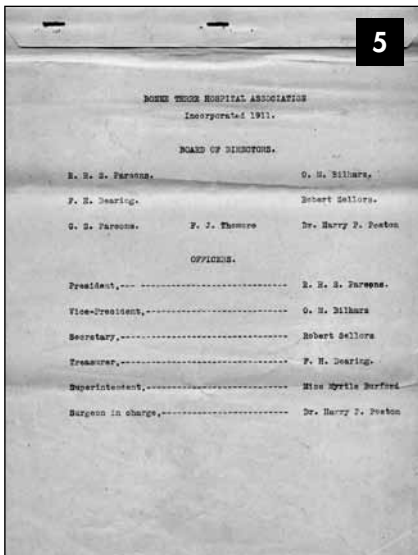 5
BONNE TERRE HOSPITAL ASSOCIATION
Incorporated 1911.
BOARD OF DIRECTORS.
R. H. S. Parsons. O. M. Bilharz.
F. H. Dearing. Robert Sellors.
G. S. Parsons. F. J. Thomure Dr. Harry P. Poston
OFFICERS.
President,-- ---------------------------- R. H. S. Parsons.
Vice-President,-------------------------- O. M. Bilharz
Secretary,------------------------------- Robert Sellors
Treasurer,------------------------------- F. H. Dearing.
Superintendent,-------------------------- Miss Myrtle Burford
Surgeon in charge,----------------------- Dr. Harry P. Poston